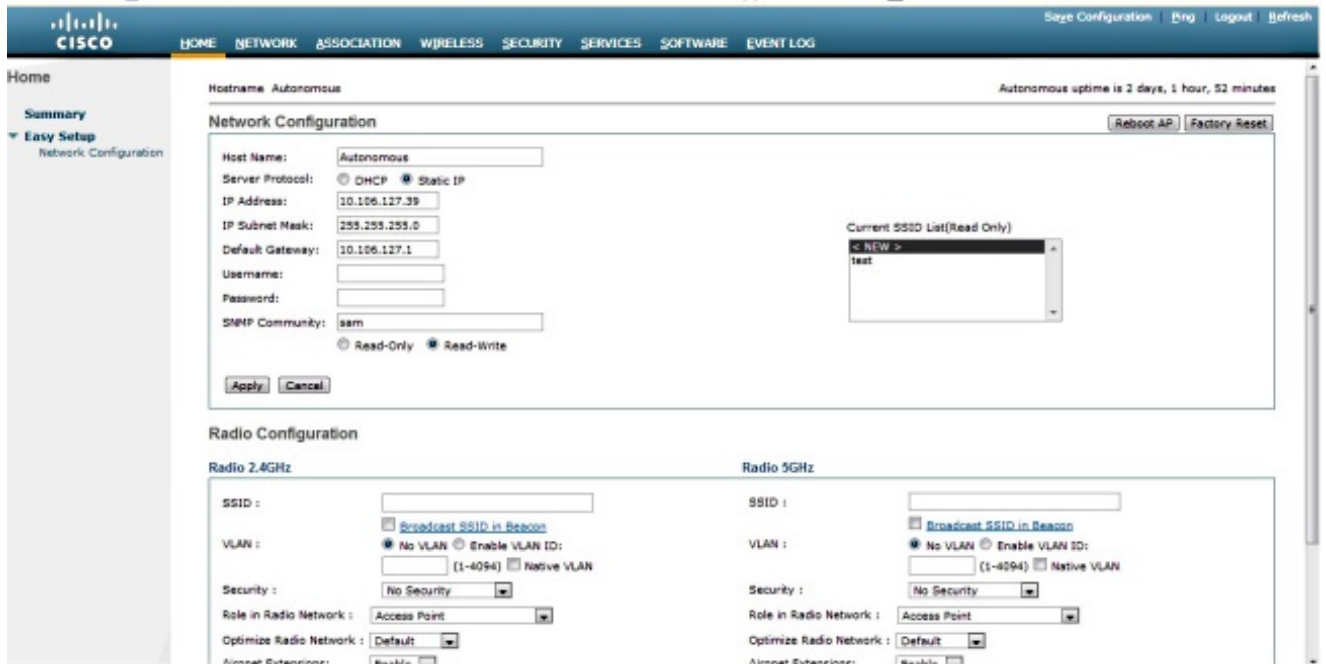 Save Configuration Ping Logout Refresh
CISCO
HOME NETWORK ASSOCIATION WIRELESS SECURITY SERVICES SOFTWARE EVENT LOG
Home
Summary
Easy Setup
Network Configuration
Hostname Autonomous
Autonomous uptime is 2 days, 1 hour, 52 minutes
Network Configuration
Reboot AP Factory Reset
Host Name: Autonomous
Server Protocol: DHCP Static IP
IP Address: 10.106.127.39
IP Subnet Mask: 255.255.255.0
Default Gateway: 10.106.127.1
Username:
Password:
SNMP Community: sam
Read-Only Read-Write
Current SSID List(Read Only)
< NEW >
test
Apply Cancel
Radio Configuration
Radio 2.4GHz
SSID :
Broadcast SSID in Beacon
VLAN : No VLAN Enable VLAN ID:
(1-4094) Native VLAN
Security : No Security
Role in Radio Network : Access Point
Optimize Radio Network : Default
Aironet Extensions: Enable
Radio 5GHz
SSID :
Broadcast SSID in Beacon
VLAN : No VLAN Enable VLAN ID:
(1-4094) Native VLAN
Security : No Security
Role in Radio Network : Access Point
Optimize Radio Network : Default
Aironet Extensions: Enable